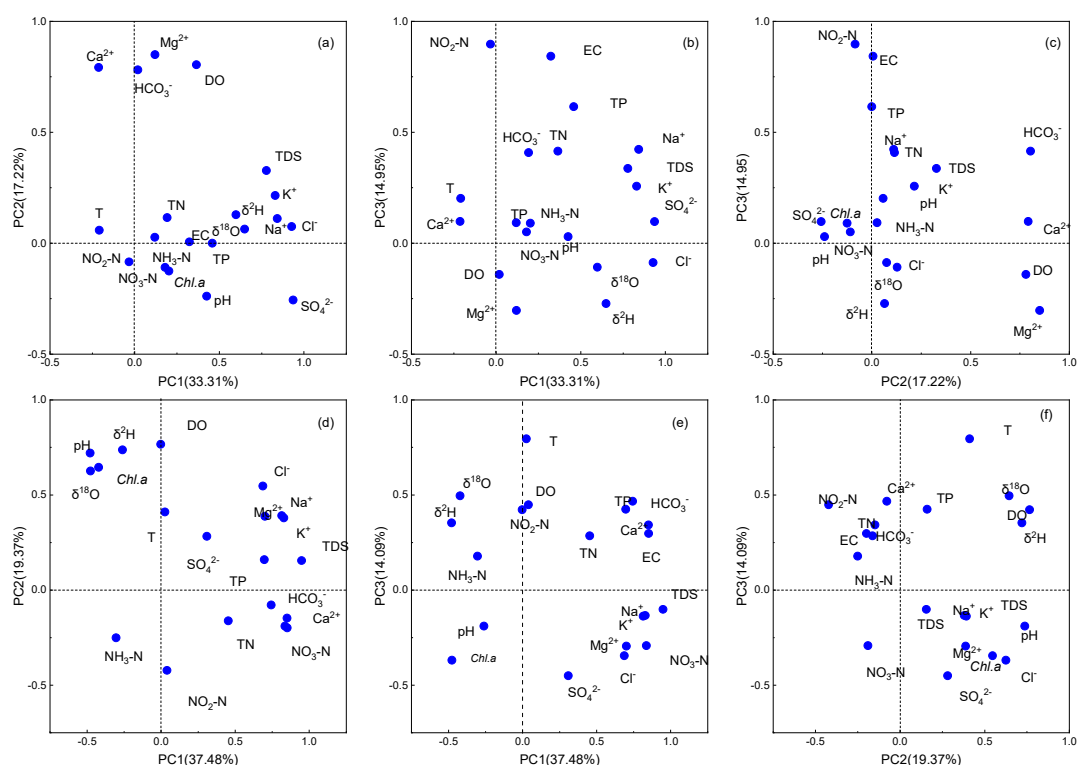 1.0
(a)
Mg²⁺
Ca²⁺
DO
HCO₃⁻
PC2(17.22%)
0.5
TDS
K⁺
TN
δ²H
T
Cl⁻
EC
δ¹⁸O
Na⁺
0.0
NO₂-N
NH₃-N
TP
NO₃-N
Chl.a
pH
SO₄²⁻
-0.5
0.0
0.5
1.0
PC1(33.31%)
1.0
(b)
NO₂-N
EC
PC3(14.95%)
TP
0.5
HCO₃⁻
TN
Na⁺
TDS
T
K⁺
SO₄²⁻
Ca²⁺
TP
NH₃-N
0.0
NO₃-N
pH
Cl⁻
DO
δ¹⁸O
Mg²⁺
δ²H
-0.5
0.0
0.5
1.0
PC1(33.31%)
1.0
(c)
NO₂-N
EC
PC3(14.95)
TP
0.5
Na⁺
HCO₃⁻
TN
TDS
K⁺
pH
SO₄²⁻
Chl.a
NH₃-N
Ca²⁺
0.0
pH
NO₃-N
Cl⁻
DO
δ¹⁸O
δ²H
Mg²⁺
-0.5
-0.5
0.0
0.5
1.0
PC2(17.22%)
1.0
(d)
DO
pH
δ²H
Chl.a
Cl⁻
δ¹⁸O
PC2(19.37%)
0.5
Mg²⁺
Na⁺
T
K⁺
SO₄²⁻
TDS
TP
0.0
HCO₃⁻
Ca²⁺
TN
NH₃-N
NO₃-N
-0.5
NO₂-N
-0.5
0.0
0.5
1.0
PC1(37.48%)
1.0
(e)
T
δ¹⁸O
DO
PC3(14.09%)
0.5
TP
HCO₃⁻
δ²H
NO₂-N
Ca²
TN
EC
NH₃-N
0.0
TDS
Na⁺
pH
K⁺
Mg²⁺
Chl.a
NO₃-N
Cl⁻
-0.5
SO₄²⁻
-0.5
0.0
0.5
1.0
PC1(37.48%)
1.0
(f)
T
Ca²⁺
δ¹⁸O
PC3(14.09%)
0.5
NO₂-N
TP
TN
DO
EC
HCO₃⁻
δ²H
NH₃-N
0.0
TDS
Na⁺
K⁺
TDS
pH
Mg²⁺
NO₃-N
Chl.a
Cl⁻
-0.5
SO₄²⁻
-0.5
0.0
0.5
1.0
PC2(19.37%)